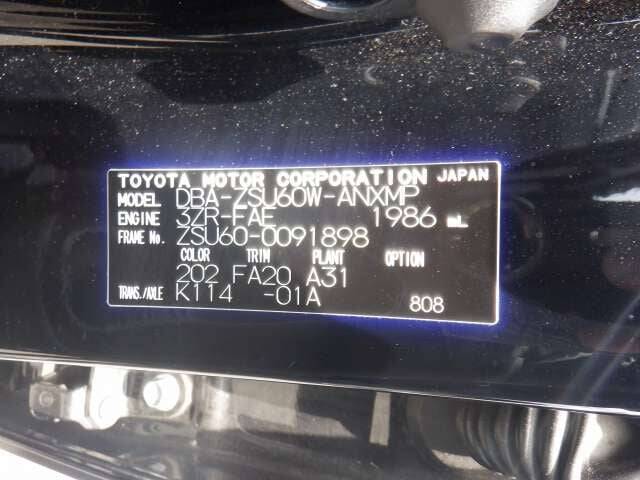 TOYOTA MOTOR CORPORATION JAPAN
MODEL DBA-ZSU60W-ANXMP
ENGINE 3ZR-FAE 1986 mL
FRAME No. ZSU60-0091898
COLOR TRIM PLANT OPTION
202 FA20 A31
TRANS./AXLE K114 -01A
808